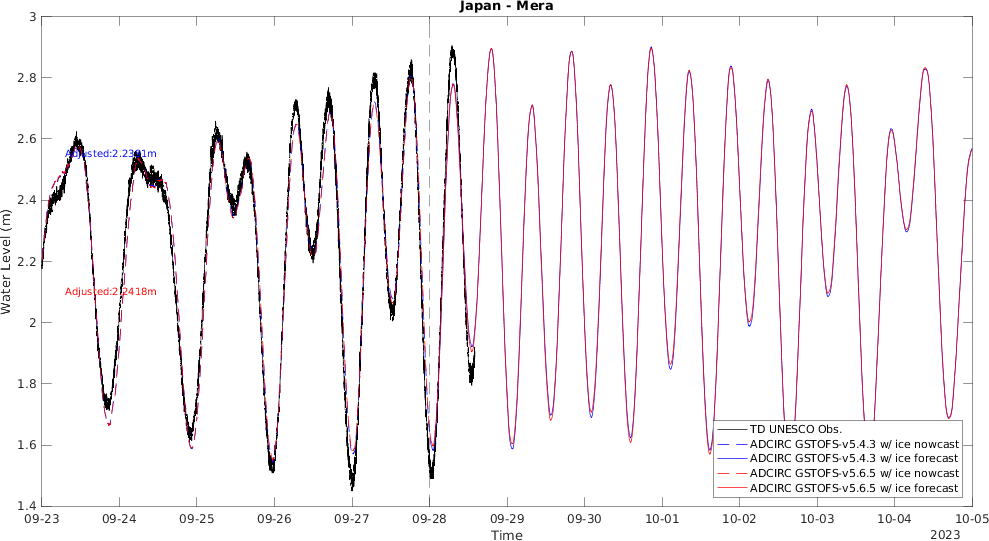 Japan - Mera
Water Level (m)
3
2.8
2.6
2.4
2.2
2
1.8
1.6
1.4
Adjusted:2.2418m
TD UNESCO Obs.
ADCIRC GSTOFS-v5.4.3 w/ ice nowcast
ADCIRC GSTOFS-v5.4.3 w/ ice forecast
ADCIRC GSTOFS-v5.6.5 w/ ice nowcast
ADCIRC GSTOFS-v5.6.5 w/ ice forecast
09-23 09-24 09-25 09-26 09-27 09-28 09-29 09-30 10-01 10-02 10-03 10-04 10-05
Time
2023